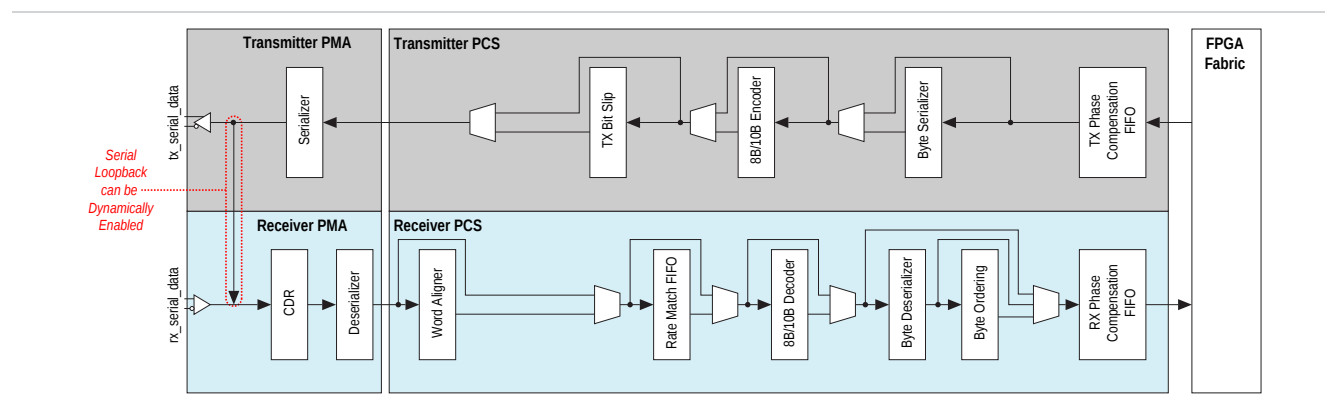 Transmitter PMA
Transmitter PCS
FPGA
Fabric
tx_serial_data
Serializer
TX Bit Slip
8B/10B Encoder
Byte Serializer
TX Phase
Compensation
FIFO
Serial
Loopback
can be
Dynamically
Enabled
Receiver PMA
Receiver PCS
rx_serial_data
CDR
Deserializer
Word Aligner
Rate Match FIFO
8B/10B Decoder
Byte Deserializer
Byte Ordering
RX Phase
Compensation
FIFO